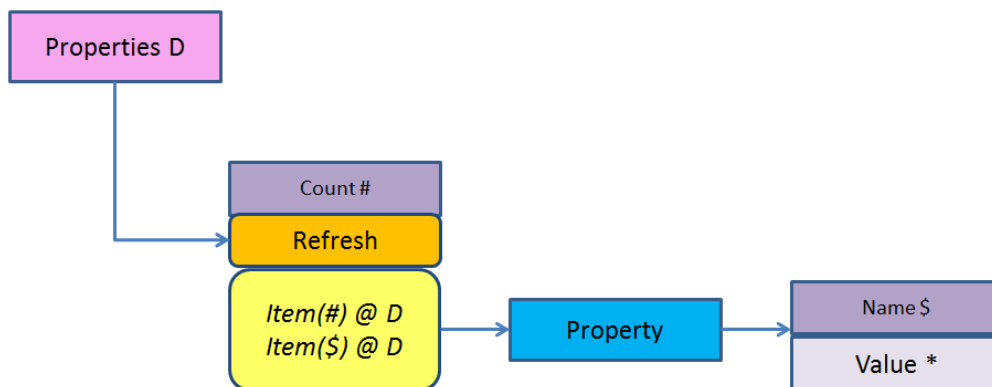 Properties D
Count #
Refresh
Item(#) @ D
Item($) @ D
Property
Name $
Value *